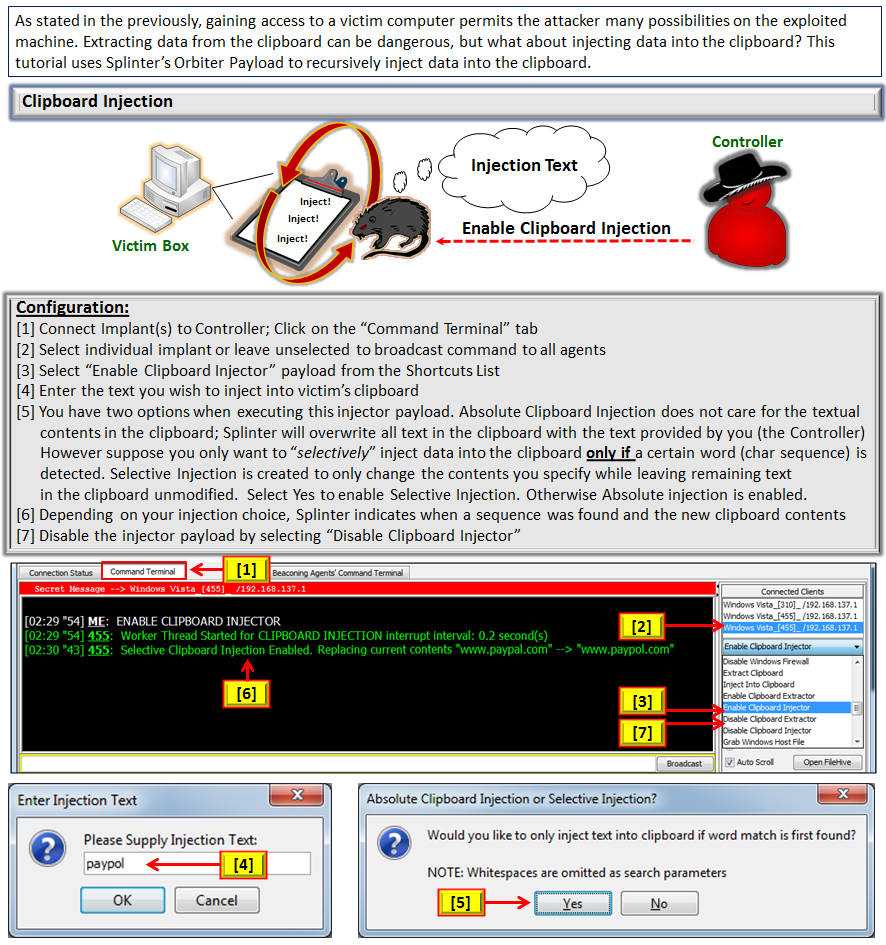 As stated in the previously, gaining access to a victim computer permits the attacker many possibilities on the exploited
machine. Extracting data from the clipboard can be dangerous, but what about injecting data into the clipboard? This
tutorial uses Splinter’s Orbiter Payload to recursively inject data into the clipboard.
Clipboard Injection
Controller
Injection Text
Inject!
Inject!
Inject!
Enable Clipboard Injection
Victim Box
Configuration:
[1] Connect Implant(s) to Controller; Click on the “Command Terminal” tab
[2] Select individual implant or leave unselected to broadcast command to all agents
[3] Select “Enable Clipboard Injector” payload from the Shortcuts List
[4] Enter the text you wish to inject into victim’s clipboard
[5] You have two options when executing this injector payload. Absolute Clipboard Injection does not care for the textual
contents in the clipboard; Splinter will overwrite all text in the clipboard with the text provided by you (the Controller)
However suppose you only want to “selectively” inject data into the clipboard only if a certain word (char sequence) is
detected. Selective Injection is created to only change the contents you specify while leaving remaining text
in the clipboard unmodified. Select Yes to enable Selective Injection. Otherwise Absolute injection is enabled.
[6] Depending on your injection choice, Splinter indicates when a sequence was found and the new clipboard contents
[7] Disable the injector payload by selecting “Disable Clipboard Injector”
Connection Status Command Terminal [1] Beaconing Agents' Command Terminal
Secret Message --> Windows Vista_[455]_ /192.168.137.1
[02:29 "54] ME: ENABLE CLIPBOARD INJECTOR
[02:29 "54] 455: Worker Thread Started for CLIPBOARD INJECTION interrupt interval: 0.2 second(s)
[02:30 "43] 455: Selective Clipboard Injection Enabled. Replacing current contents "www.paypal.com" --> "www.paypol.com"
[6]
Connected Clients
Windows Vista_[310]_ /192.168.137.1
Windows Vista_[455]_ /192.168.137.1
[2] Windows Vista_[455]_ /192.168.137.1
Enable Clipboard Injector
Disable Windows Firewall
Extract Clipboard
Inject Into Clipboard
Enable Clipboard Extractor
[3] Enable Clipboard Injector
Disable Clipboard Extractor
[7] Disable Clipboard Injector
Grab Windows Host File
Broadcast
Auto Scroll Open FileHive
Enter Injection Text
Please Supply Injection Text:
paypol [4]
OK Cancel
Absolute Clipboard Injection or Selective Injection?
Would you like to only inject text into clipboard if word match is first found?
NOTE: Whitespaces are omitted as search parameters
[5] Yes No